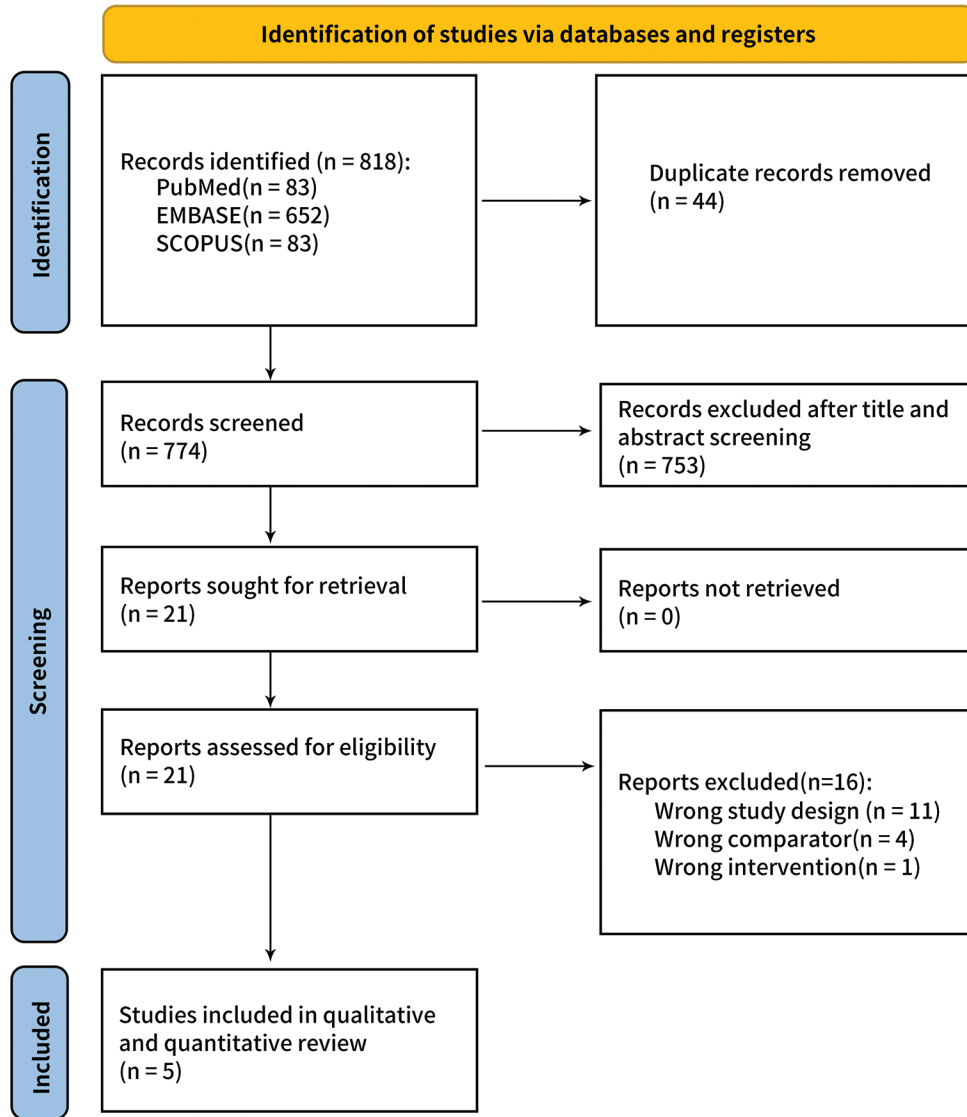 Identification of studies via databases and registers
Identification
Records identified (n = 818):
PubMed(n = 83)
EMBASE(n = 652)
SCOPUS(n = 83)
Duplicate records removed
(n = 44)
Screening
Records screened
(n = 774)
Records excluded after title and
abstract screening
(n = 753)
Reports sought for retrieval
(n = 21)
Reports not retrieved
(n = 0)
Reports assessed for eligibility
(n = 21)
Reports excluded(n=16):
Wrong study design (n = 11)
Wrong comparator(n = 4)
Wrong intervention(n = 1)
Included
Studies included in qualitative
and quantitative review
(n = 5)